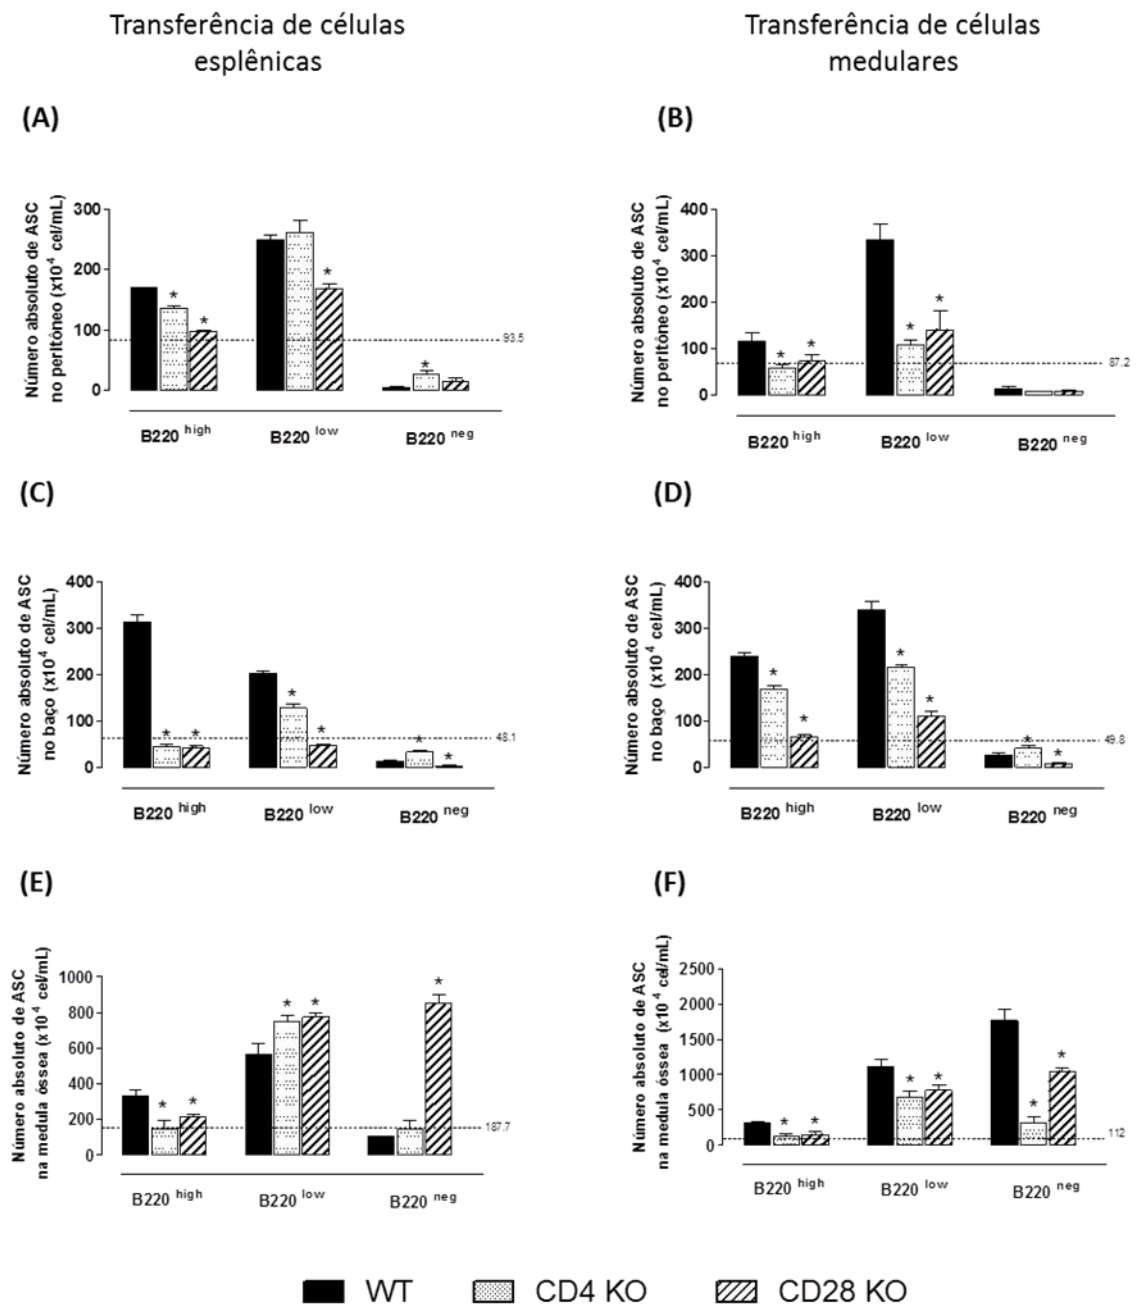 Transferência de células
esplênicas
Transferência de células
medulares
(A)
Número absoluto de ASC
no peritôneo (x10⁴ cel/mL)
300
200
100
0
93.5
B220 high
B220 low
B220 neg
* * * *
(B)
Número absoluto de ASC
no peritôneo (x10⁴ cel/mL)
400
300
200
100
0
87.2
B220 high
B220 low
B220 neg
* * * *
(C)
Número absoluto de ASC
no baço (x10⁴ cel/mL)
400
300
200
100
0
48.1
B220 high
B220 low
B220 neg
* * * * * *
(D)
Número absoluto de ASC
no baço (x10⁴ cel/mL)
400
300
200
100
0
49.8
B220 high
B220 low
B220 neg
* * * * * *
(E)
Número absoluto de ASC
na medula óssea (x10⁴ cel/mL)
1000
800
600
400
200
0
187.7
B220 high
B220 low
B220 neg
* * * * *
(F)
Número absoluto de ASC
na medula óssea (x10⁴ cel/mL)
2500
2000
1500
1000
500
0
112
B220 high
B220 low
B220 neg
* * * * * *
WT CD4 KO CD28 KO